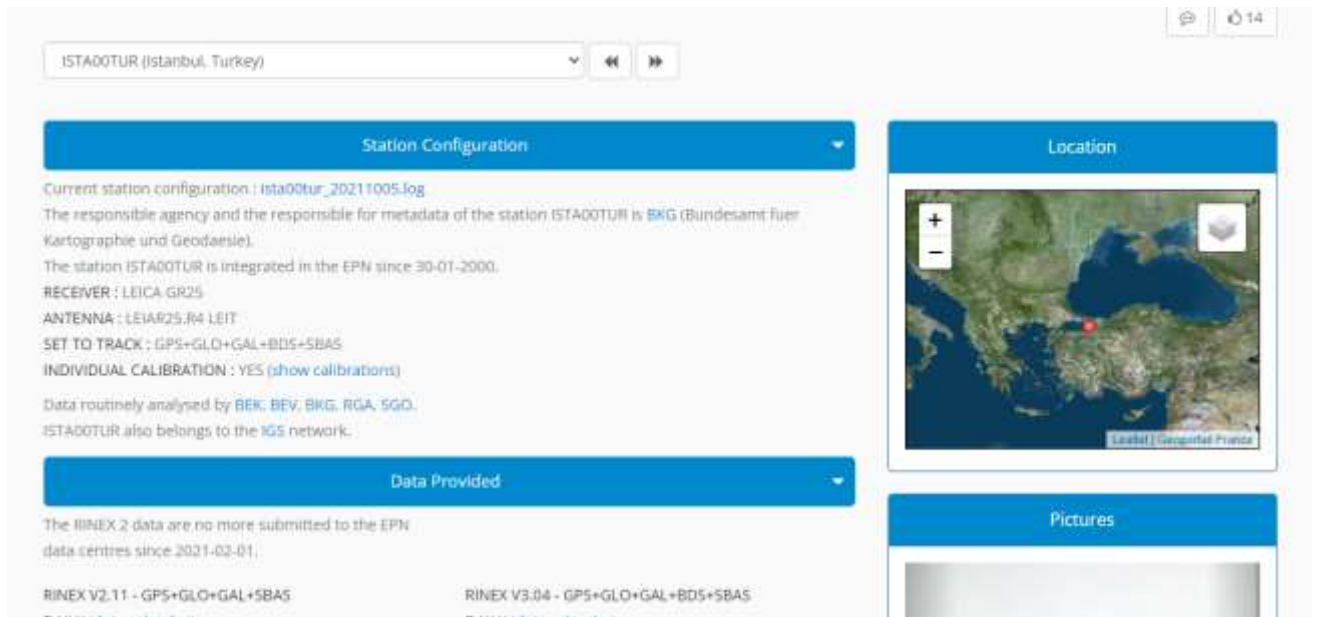 14
ISTA00TUR (Istanbul, Turkey)
Station Configuration
Current station configuration : ista00tur_20211005.log
The responsible agency and the responsible for metadata of the station ISTA00TUR is BKG (Bundesamt fuer
Kartographie und Geodaesie).
The station ISTA00TUR is integrated in the EPN since 30-01-2000.
RECEIVER : LEICA GR25
ANTENNA : LEIAR25.R4 LEIT
SET TO TRACK : GPS+GLO+GAL+BDS+SBAS
INDIVIDUAL CALIBRATION : YES (show calibrations)
Data routinely analysed by BEK, BEV, BKG, RGA, SGO.
ISTA00TUR also belongs to the IGS network.
Data Provided
The RINEX 2 data are no more submitted to the EPN
data centres since 2021-02-01.
RINEX V2.11 - GPS+GLO+GAL+SBAS
RINEX V3.04 - GPS+GLO+GAL+BDS+SBAS
Location
+
−
Leaflet | Geoportail France
Pictures